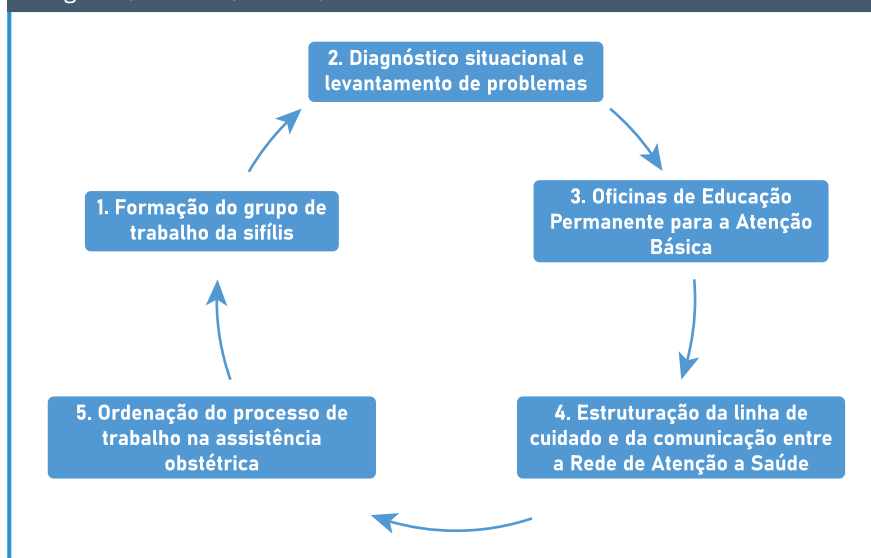 1. Formação do grupo de
trabalho da sifílis
2. Diagnóstico situacional e
levantamento de problemas
3. Oficinas de Educação
Permanente para a Atenção
Básica
4. Estruturação da linha de
cuidado e da comunicação entre
a Rede de Atenção a Saúde
5. Ordenação do processo de
trabalho na assistência
obstétrica